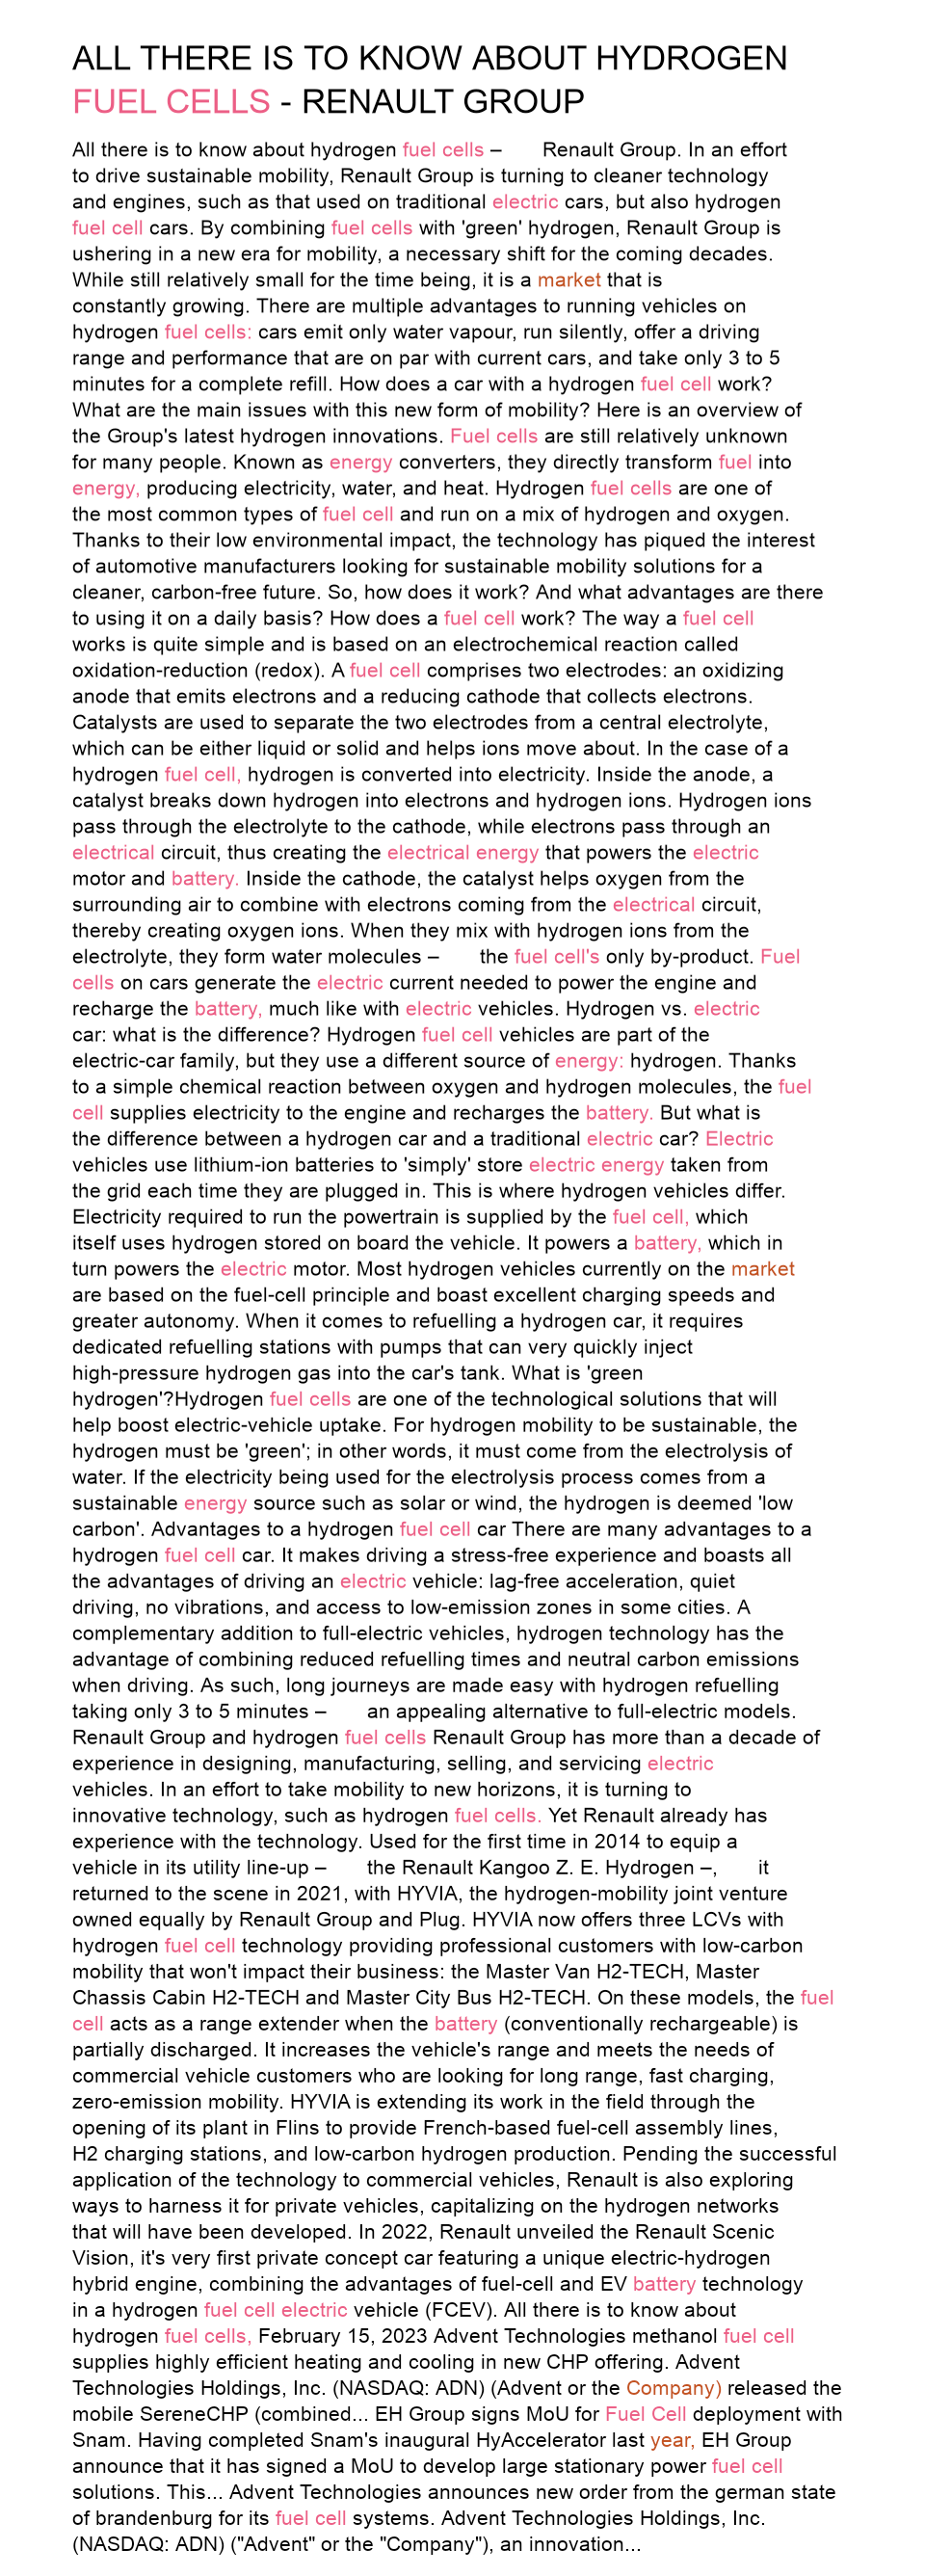 ALL THERE IS TO KNOW ABOUT HYDROGEN
FUEL CELLS - RENAULT GROUP
All there is to know about hydrogen fuel cells – Renault Group. In an effort
to drive sustainable mobility, Renault Group is turning to cleaner technology
and engines, such as that used on traditional electric cars, but also hydrogen
fuel cell cars. By combining fuel cells with 'green' hydrogen, Renault Group is
ushering in a new era for mobility, a necessary shift for the coming decades.
While still relatively small for the time being, it is a market that is
constantly growing. There are multiple advantages to running vehicles on
hydrogen fuel cells: cars emit only water vapour, run silently, offer a driving
range and performance that are on par with current cars, and take only 3 to 5
minutes for a complete refill. How does a car with a hydrogen fuel cell work?
What are the main issues with this new form of mobility? Here is an overview of
the Group's latest hydrogen innovations. Fuel cells are still relatively unknown
for many people. Known as energy converters, they directly transform fuel into
energy, producing electricity, water, and heat. Hydrogen fuel cells are one of
the most common types of fuel cell and run on a mix of hydrogen and oxygen.
Thanks to their low environmental impact, the technology has piqued the interest
of automotive manufacturers looking for sustainable mobility solutions for a
cleaner, carbon-free future. So, how does it work? And what advantages are there
to using it on a daily basis? How does a fuel cell work? The way a fuel cell
works is quite simple and is based on an electrochemical reaction called
oxidation-reduction (redox). A fuel cell comprises two electrodes: an oxidizing
anode that emits electrons and a reducing cathode that collects electrons.
Catalysts are used to separate the two electrodes from a central electrolyte,
which can be either liquid or solid and helps ions move about. In the case of a
hydrogen fuel cell, hydrogen is converted into electricity. Inside the anode, a
catalyst breaks down hydrogen into electrons and hydrogen ions. Hydrogen ions
pass through the electrolyte to the cathode, while electrons pass through an
electrical circuit, thus creating the electrical energy that powers the electric
motor and battery. Inside the cathode, the catalyst helps oxygen from the
surrounding air to combine with electrons coming from the electrical circuit,
thereby creating oxygen ions. When they mix with hydrogen ions from the
electrolyte, they form water molecules – the fuel cell's only by-product. Fuel
cells on cars generate the electric current needed to power the engine and
recharge the battery, much like with electric vehicles. Hydrogen vs. electric
car: what is the difference? Hydrogen fuel cell vehicles are part of the
electric-car family, but they use a different source of energy: hydrogen. Thanks
to a simple chemical reaction between oxygen and hydrogen molecules, the fuel
cell supplies electricity to the engine and recharges the battery. But what is
the difference between a hydrogen car and a traditional electric car? Electric
vehicles use lithium-ion batteries to 'simply' store electric energy taken from
the grid each time they are plugged in. This is where hydrogen vehicles differ.
Electricity required to run the powertrain is supplied by the fuel cell, which
itself uses hydrogen stored on board the vehicle. It powers a battery, which in
turn powers the electric motor. Most hydrogen vehicles currently on the market
are based on the fuel-cell principle and boast excellent charging speeds and
greater autonomy. When it comes to refuelling a hydrogen car, it requires
dedicated refuelling stations with pumps that can very quickly inject
high-pressure hydrogen gas into the car's tank. What is 'green
hydrogen'?Hydrogen fuel cells are one of the technological solutions that will
help boost electric-vehicle uptake. For hydrogen mobility to be sustainable, the
hydrogen must be 'green'; in other words, it must come from the electrolysis of
water. If the electricity being used for the electrolysis process comes from a
sustainable energy source such as solar or wind, the hydrogen is deemed 'low
carbon'. Advantages to a hydrogen fuel cell car There are many advantages to a
hydrogen fuel cell car. It makes driving a stress-free experience and boasts all
the advantages of driving an electric vehicle: lag-free acceleration, quiet
driving, no vibrations, and access to low-emission zones in some cities. A
complementary addition to full-electric vehicles, hydrogen technology has the
advantage of combining reduced refuelling times and neutral carbon emissions
when driving. As such, long journeys are made easy with hydrogen refuelling
taking only 3 to 5 minutes – an appealing alternative to full-electric models.
Renault Group and hydrogen fuel cells Renault Group has more than a decade of
experience in designing, manufacturing, selling, and servicing electric
vehicles. In an effort to take mobility to new horizons, it is turning to
innovative technology, such as hydrogen fuel cells. Yet Renault already has
experience with the technology. Used for the first time in 2014 to equip a
vehicle in its utility line-up – the Renault Kangoo Z. E. Hydrogen –, it
returned to the scene in 2021, with HYVIA, the hydrogen-mobility joint venture
owned equally by Renault Group and Plug. HYVIA now offers three LCVs with
hydrogen fuel cell technology providing professional customers with low-carbon
mobility that won't impact their business: the Master Van H2-TECH, Master
Chassis Cabin H2-TECH and Master City Bus H2-TECH. On these models, the fuel
cell acts as a range extender when the battery (conventionally rechargeable) is
partially discharged. It increases the vehicle's range and meets the needs of
commercial vehicle customers who are looking for long range, fast charging,
zero-emission mobility. HYVIA is extending its work in the field through the
opening of its plant in Flins to provide French-based fuel-cell assembly lines,
H2 charging stations, and low-carbon hydrogen production. Pending the successful
application of the technology to commercial vehicles, Renault is also exploring
ways to harness it for private vehicles, capitalizing on the hydrogen networks
that will have been developed. In 2022, Renault unveiled the Renault Scenic
Vision, it's very first private concept car featuring a unique electric-hydrogen
hybrid engine, combining the advantages of fuel-cell and EV battery technology
in a hydrogen fuel cell electric vehicle (FCEV). All there is to know about
hydrogen fuel cells, February 15, 2023 Advent Technologies methanol fuel cell
supplies highly efficient heating and cooling in new CHP offering. Advent
Technologies Holdings, Inc. (NASDAQ: ADN) (Advent or the Company) released the
mobile SereneCHP (combined... EH Group signs MoU for Fuel Cell deployment with
Snam. Having completed Snam's inaugural HyAccelerator last year, EH Group
announce that it has signed a MoU to develop large stationary power fuel cell
solutions. This... Advent Technologies announces new order from the german state
of brandenburg for its fuel cell systems. Advent Technologies Holdings, Inc.
(NASDAQ: ADN) ("Advent" or the "Company"), an innovation...